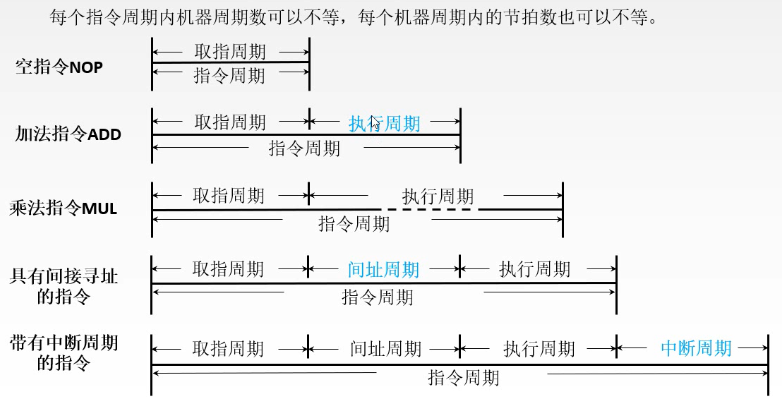 每个指令周期内机器周期数可以不等，每个机器周期内的节拍数也可以不等。
空指令NOP
取指周期
指令周期
加法指令ADD
取指周期 执行周期
指令周期
乘法指令MUL
取指周期 执行周期
指令周期
具有间接寻址
的指令
取指周期 间址周期 执行周期
指令周期
带有中断周期
的指令
取指周期 间址周期 执行周期 中断周期
指令周期